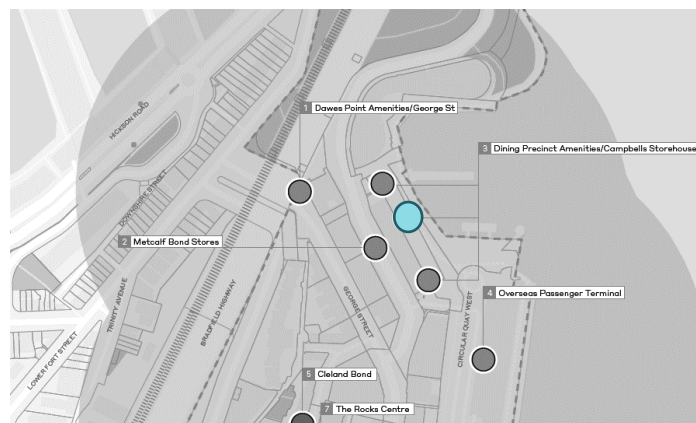 1 Dawes Point Amenities/George St
HICKSON ROAD
3 Dining Precinct Amenities/Campbells Storehouse
DOWNSHIRE STREET
2 Metcalf Bond Stores
TRINITY AVENUE
BRADFIELD HIGHWAY
GEORGE STREET
4 Overseas Passenger Terminal
CIRCULAR QUAY WEST
LOWER FORT STREET
5 Cleland Bond
7 The Rocks Centre